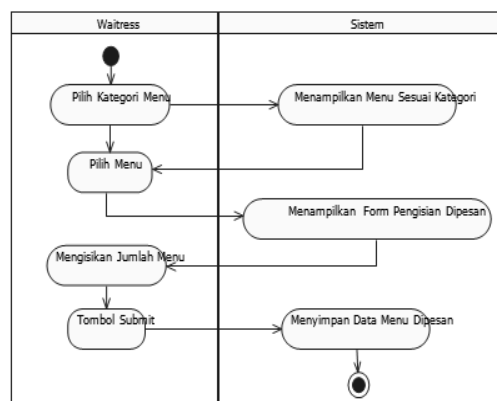 Waitress
Sistem
Pilih Kategori Menu
Menampilkan Menu Sesuai Kategori
Pilih Menu
Menampilkan Form Pengisian Dipesan
Mengisikan Jumlah Menu
Tombol Submit
Menyimpan Data Menu Dipesan